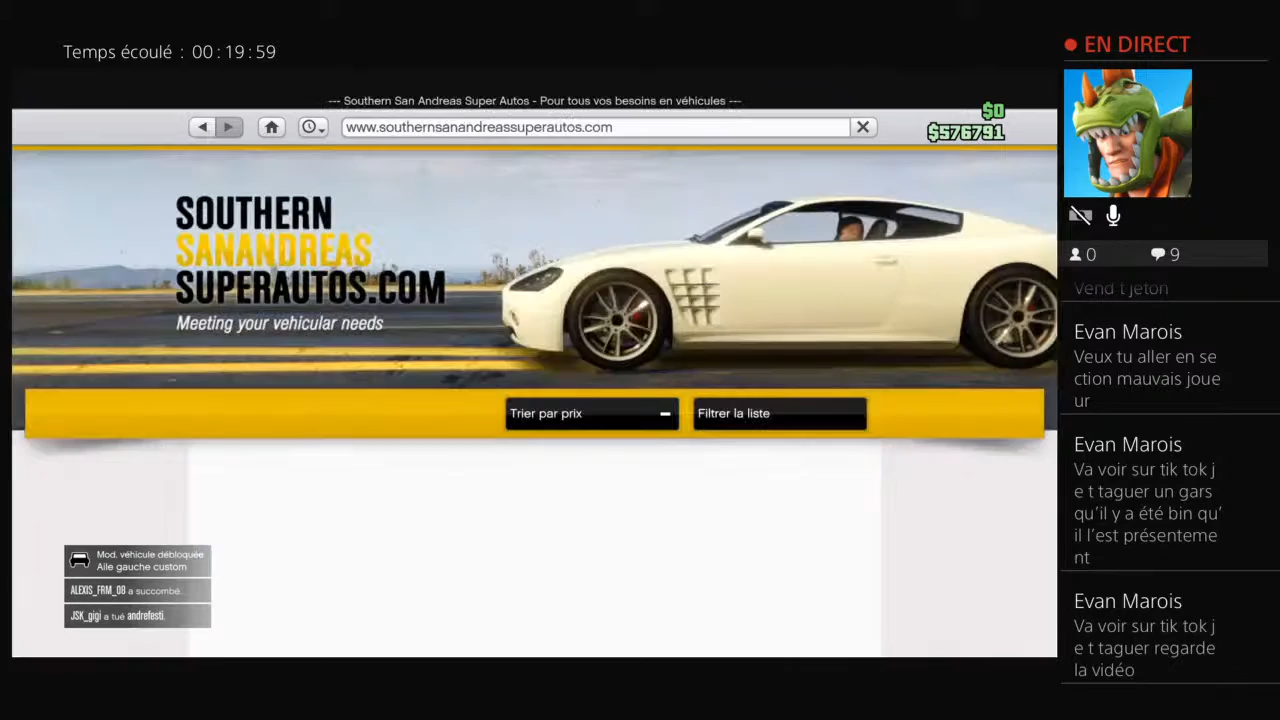 Temps écoulé : 00:19:59
--- Southern San Andreas Super Autos - Pour tous vos besoins en véhicules ---
www.southernsanandreassuperautos.com
$0
$576791
SOUTHERN
SANANDREAS
SUPERAUTOS.COM
Meeting your vehicular needs
Trier par prix
Filtrer la liste
Mod. véhicule débloquée
Aile gauche custom
ALEXIS_FRM_08 a succombé.
JSK_gigi a tué andrefesti.
EN DIRECT
0
9
Vend t jeton
Evan Marois
Veux tu aller en se
ction mauvais joue
ur
Evan Marois
Va voir sur tik tok j
e t taguer un gars
qu'il y a été bin qu'
il l'est présenteme
nt
Evan Marois
Va voir sur tik tok j
e t taguer regarde
la vidéo